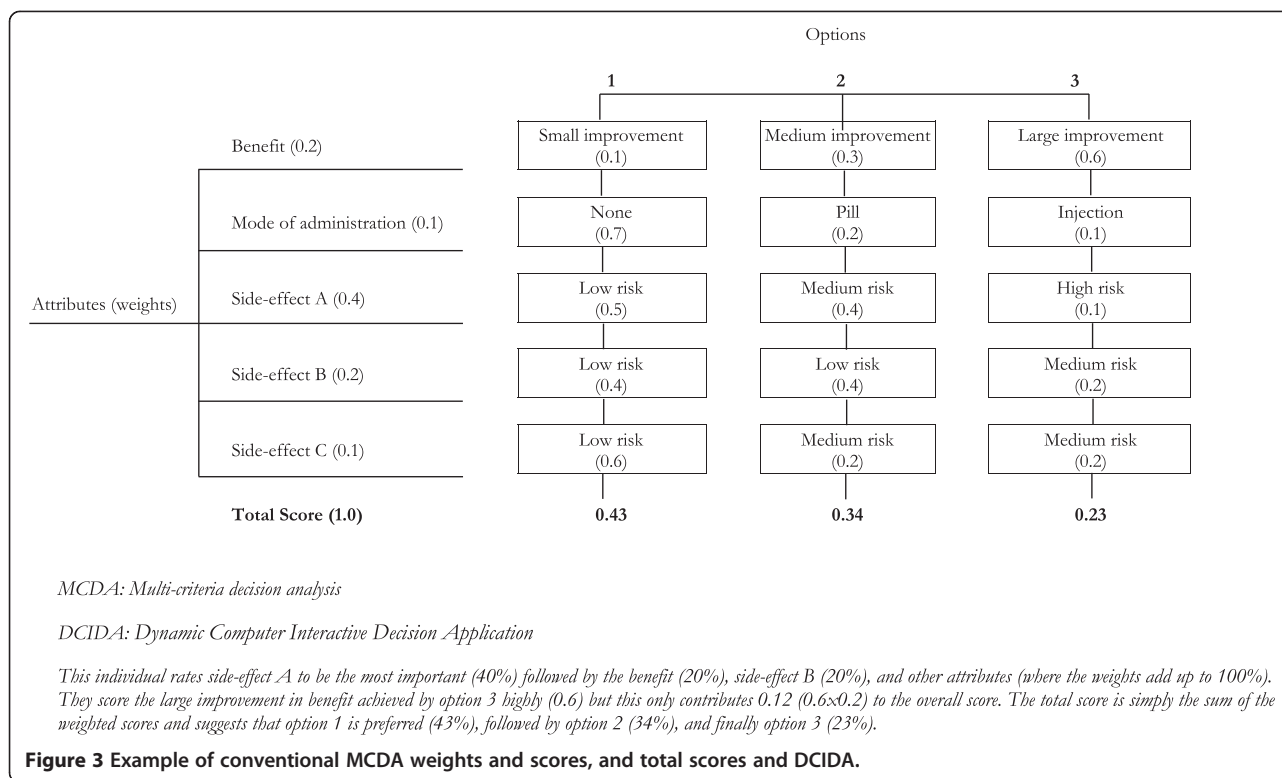 Options
1 2 3
Benefit (0.2)
Small improvement
(0.1)
Medium improvement
(0.3)
Large improvement
(0.6)
Mode of administration (0.1)
None
(0.7)
Pill
(0.2)
Injection
(0.1)
Attributes (weights)
Side-effect A (0.4)
Low risk
(0.5)
Medium risk
(0.4)
High risk
(0.1)
Side-effect B (0.2)
Low risk
(0.4)
Low risk
(0.4)
Medium risk
(0.2)
Side-effect C (0.1)
Low risk
(0.6)
Medium risk
(0.2)
Medium risk
(0.2)
Total Score (1.0) 0.43 0.34 0.23
MCDA: Multi-criteria decision analysis
DCIDA: Dynamic Computer Interactive Decision Application
This individual rates side-effect A to be the most important (40%) followed by the benefit (20%), side-effect B (20%), and other attributes (where the weights add up to 100%).
They score the large improvement in benefit achieved by option 3 highly (0.6) but this only contributes 0.12 (0.6x0.2) to the overall score. The total score is simply the sum of the
weighted scores and suggests that option 1 is preferred (43%), followed by option 2 (34%), and finally option 3 (23%).
Figure 3 Example of conventional MCDA weights and scores, and total scores and DCIDA.